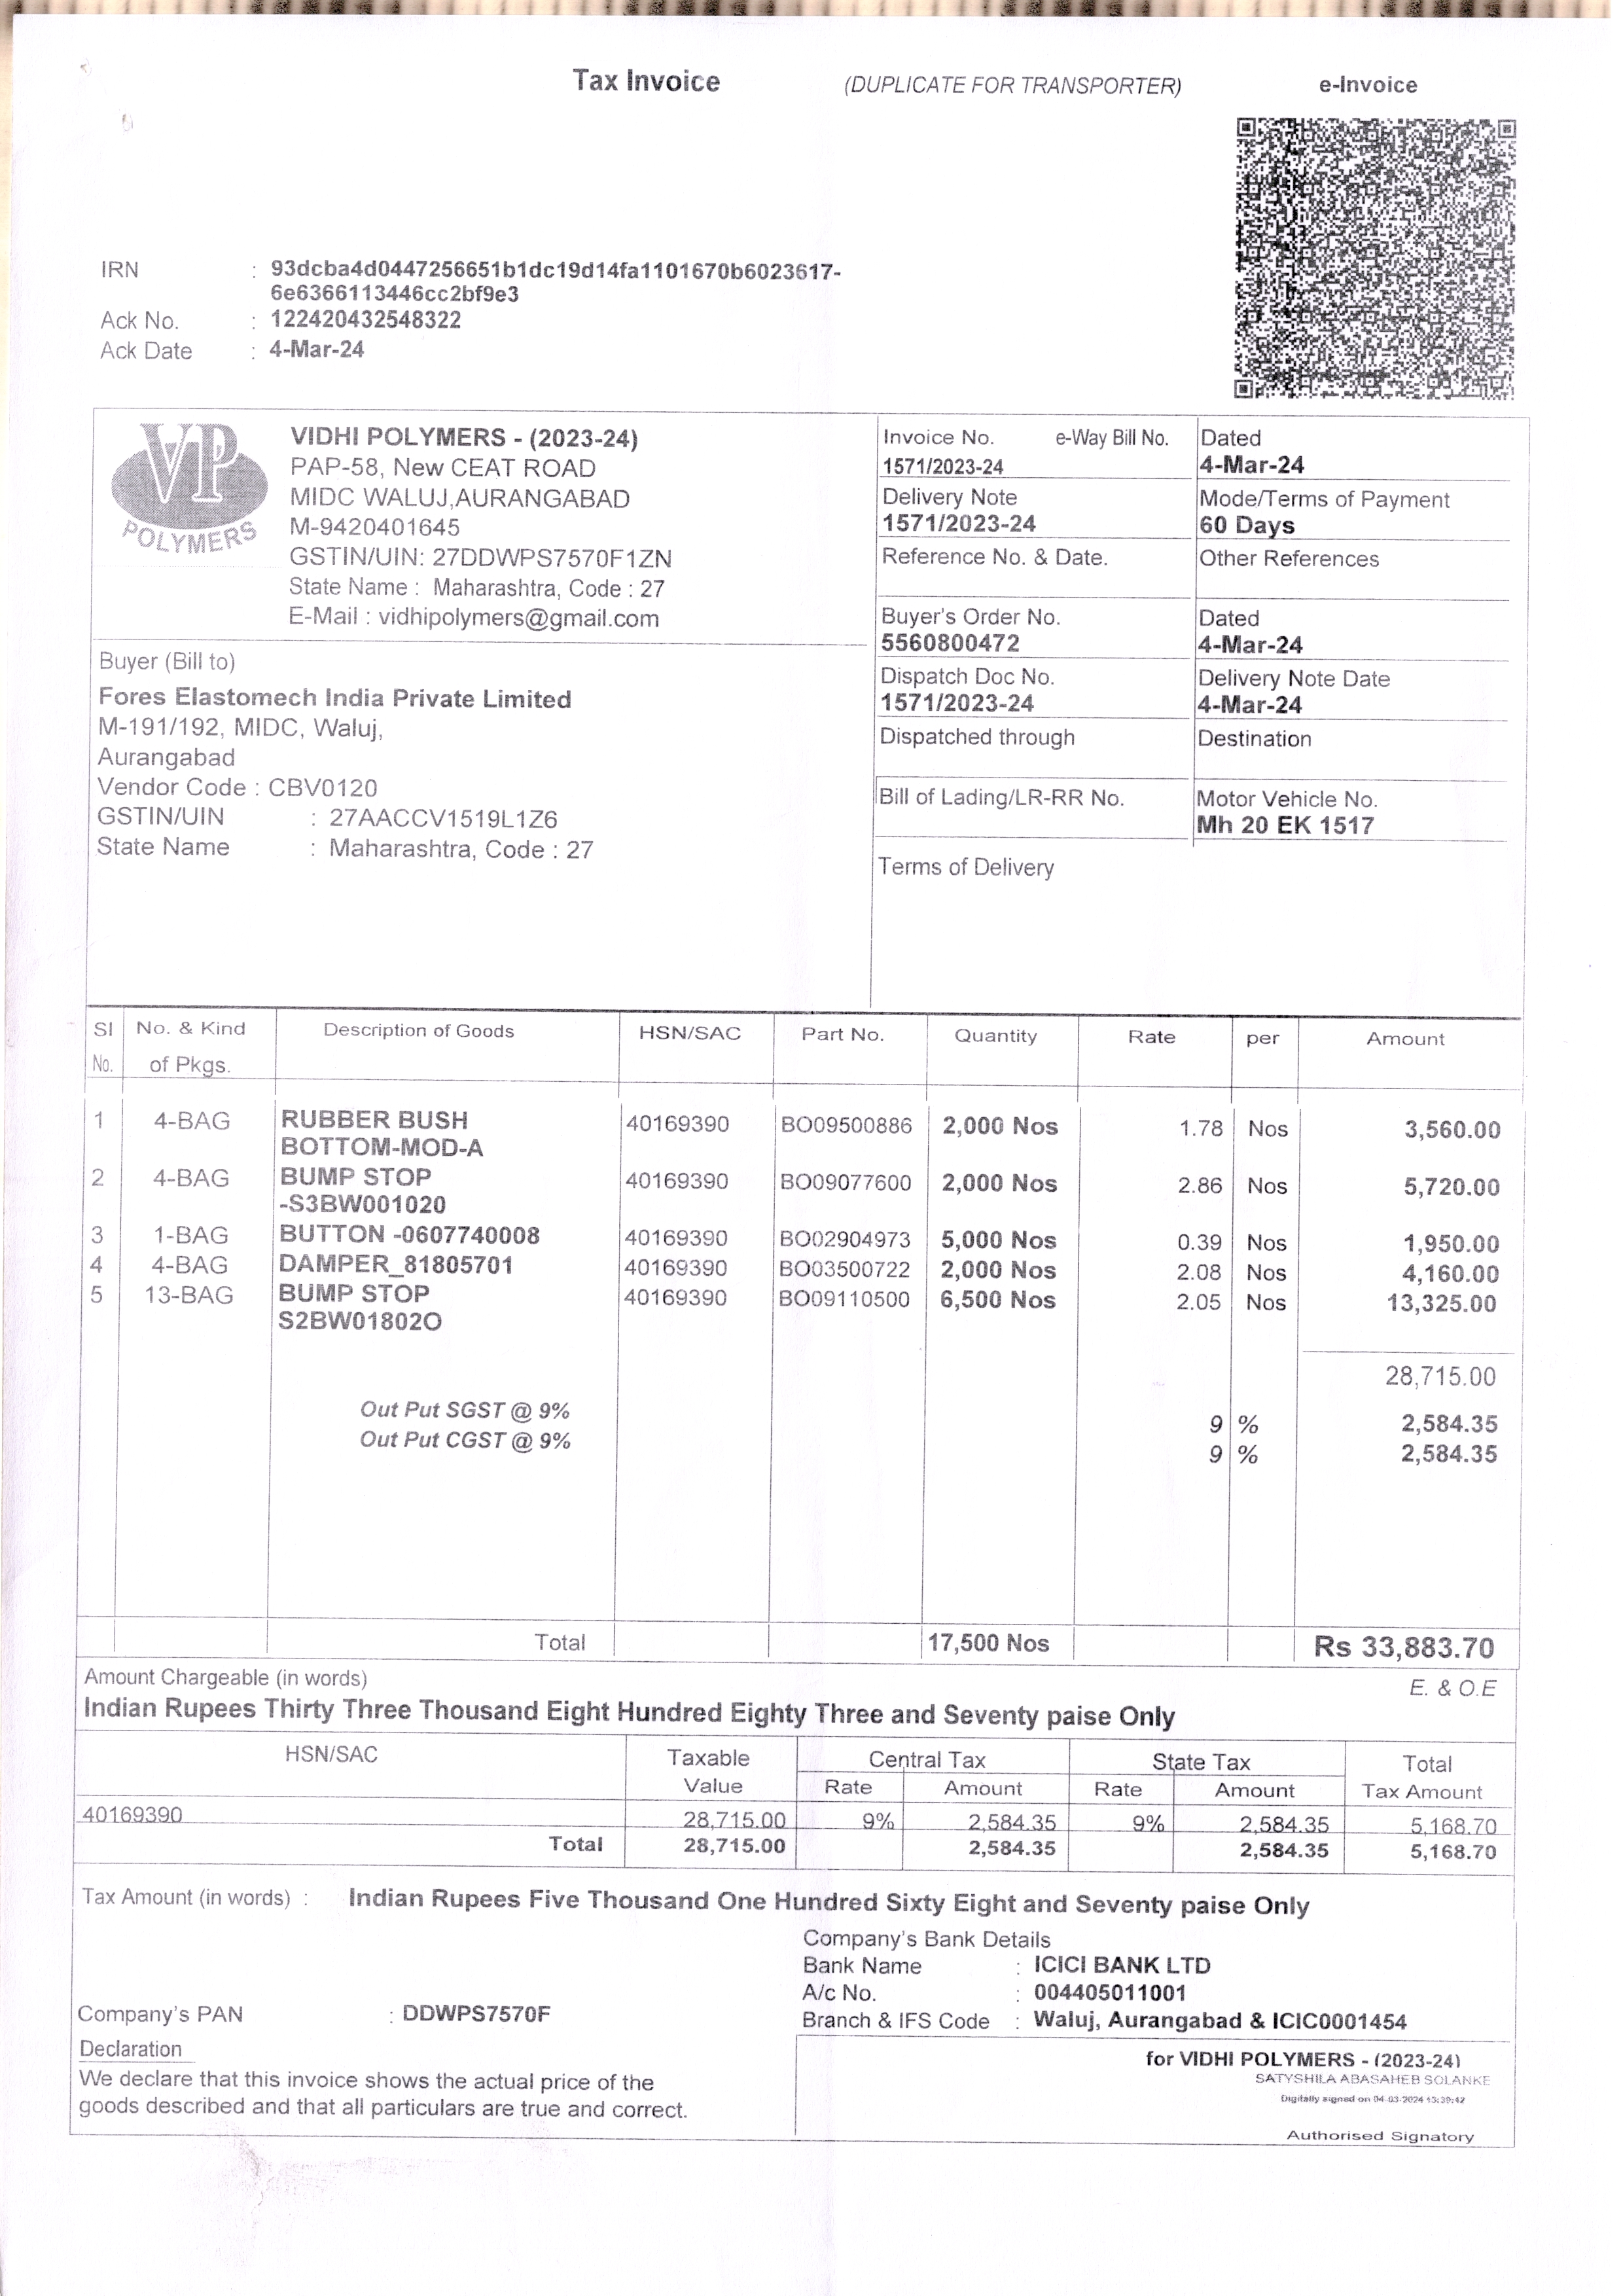 Tax Invoice (DUPLICATE FOR TRANSPORTER) e-Invoice
IRN : 93dcba4d0447256651b1dc19d14fa1101670b6023617-
6e6366113446cc2bf9e3
Ack No. : 122420432548322
Ack Date : 4-Mar-24
VP
POLYMERS
VIDHI POLYMERS - (2023-24)
PAP-58, New CEAT ROAD
MIDC WALUJ,AURANGABAD
M-9420401645
GSTIN/UIN: 27DDWPS7570F1ZN
State Name : Maharashtra, Code : 27
E-Mail : vidhipolymers@gmail.com
Buyer (Bill to)
Fores Elastomech India Private Limited
M-191/192, MIDC, Waluj,
Aurangabad
Vendor Code : CBV0120
GSTIN/UIN : 27AACCV1519L1Z6
State Name : Maharashtra, Code : 27
Invoice No. e-Way Bill No. Dated
1571/2023-24 4-Mar-24
Delivery Note Mode/Terms of Payment
1571/2023-24 60 Days
Reference No. & Date. Other References
Buyer's Order No. Dated
5560800472 4-Mar-24
Dispatch Doc No. Delivery Note Date
1571/2023-24 4-Mar-24
Dispatched through Destination
Bill of Lading/LR-RR No. Motor Vehicle No.
Mh 20 EK 1517
Terms of Delivery
SI No. & Kind Description of Goods HSN/SAC Part No. Quantity Rate per Amount
No. of Pkgs.
1 4-BAG RUBBER BUSH 40169390 BO09500886 2,000 Nos 1.78 Nos 3,560.00
BOTTOM-MOD-A
2 4-BAG BUMP STOP 40169390 BO09077600 2,000 Nos 2.86 Nos 5,720.00
-S3BW001020
3 1-BAG BUTTON -0607740008 40169390 BO02904973 5,000 Nos 0.39 Nos 1,950.00
4 4-BAG DAMPER_81805701 40169390 BO03500722 2,000 Nos 2.08 Nos 4,160.00
5 13-BAG BUMP STOP 40169390 BO09110500 6,500 Nos 2.05 Nos 13,325.00
S2BW01802O
28,715.00
Out Put SGST @ 9% 9 % 2,584.35
Out Put CGST @ 9% 9 % 2,584.35
Total 17,500 Nos Rs 33,883.70
Amount Chargeable (in words) E. & O.E
Indian Rupees Thirty Three Thousand Eight Hundred Eighty Three and Seventy paise Only
HSN/SAC Taxable Central Tax State Tax Total
Value Rate Amount Rate Amount Tax Amount
40169390 28,715.00 9% 2,584.35 9% 2,584.35 5,168.70
Total 28,715.00 2,584.35 2,584.35 5,168.70
Tax Amount (in words) : Indian Rupees Five Thousand One Hundred Sixty Eight and Seventy paise Only
Company's Bank Details
Bank Name : ICICI BANK LTD
A/c No. : 004405011001
Company's PAN : DDWPS7570F Branch & IFS Code : Waluj, Aurangabad & ICIC0001454
Declaration
We declare that this invoice shows the actual price of the
goods described and that all particulars are true and correct.
for VIDHI POLYMERS - (2023-24)
SATYSHILA ABASAHEB SOLANKE
Digitally signed on 04-03-2024 15:39:42
Authorised Signatory